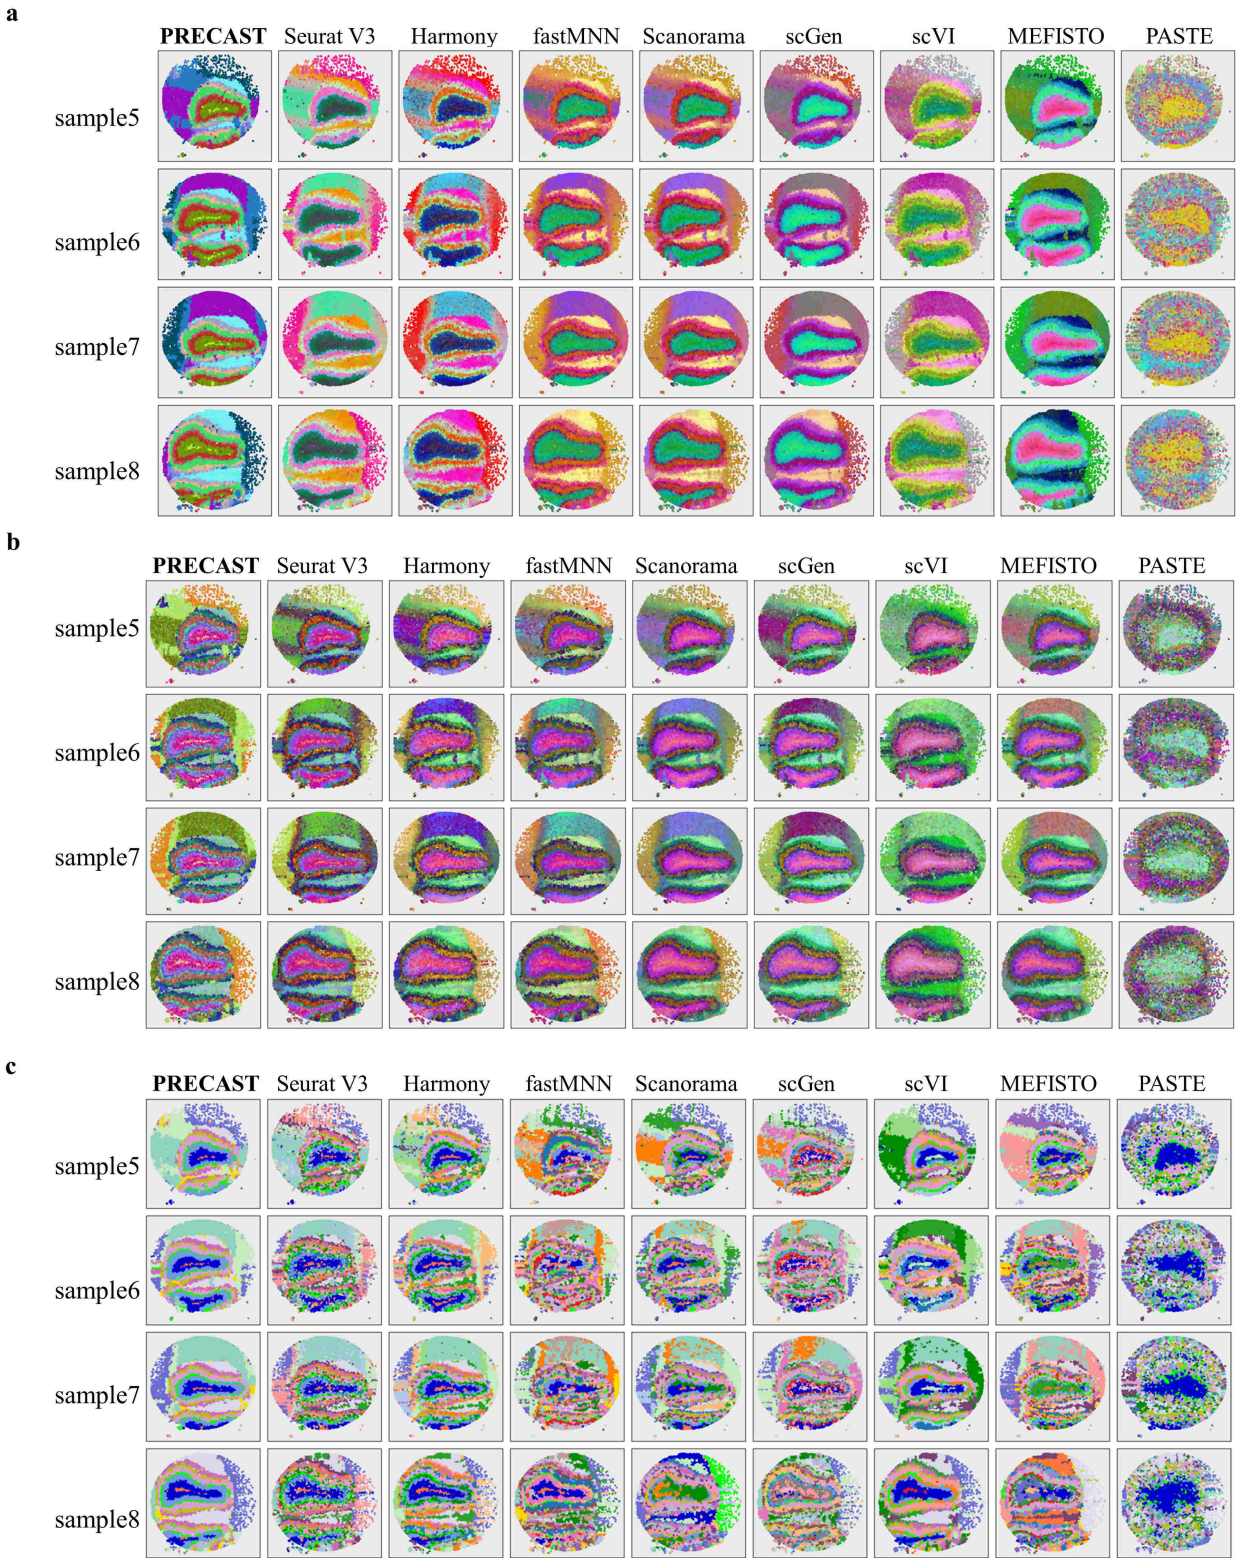 a
PRECAST Seurat V3 Harmony fastMNN Scanorama scGen scVI MEFISTO PASTE
sample5
sample6
sample7
sample8
b
PRECAST Seurat V3 Harmony fastMNN Scanorama scGen scVI MEFISTO PASTE
sample5
sample6
sample7
sample8
c
PRECAST Seurat V3 Harmony fastMNN Scanorama scGen scVI MEFISTO PASTE
sample5
sample6
sample7
sample8